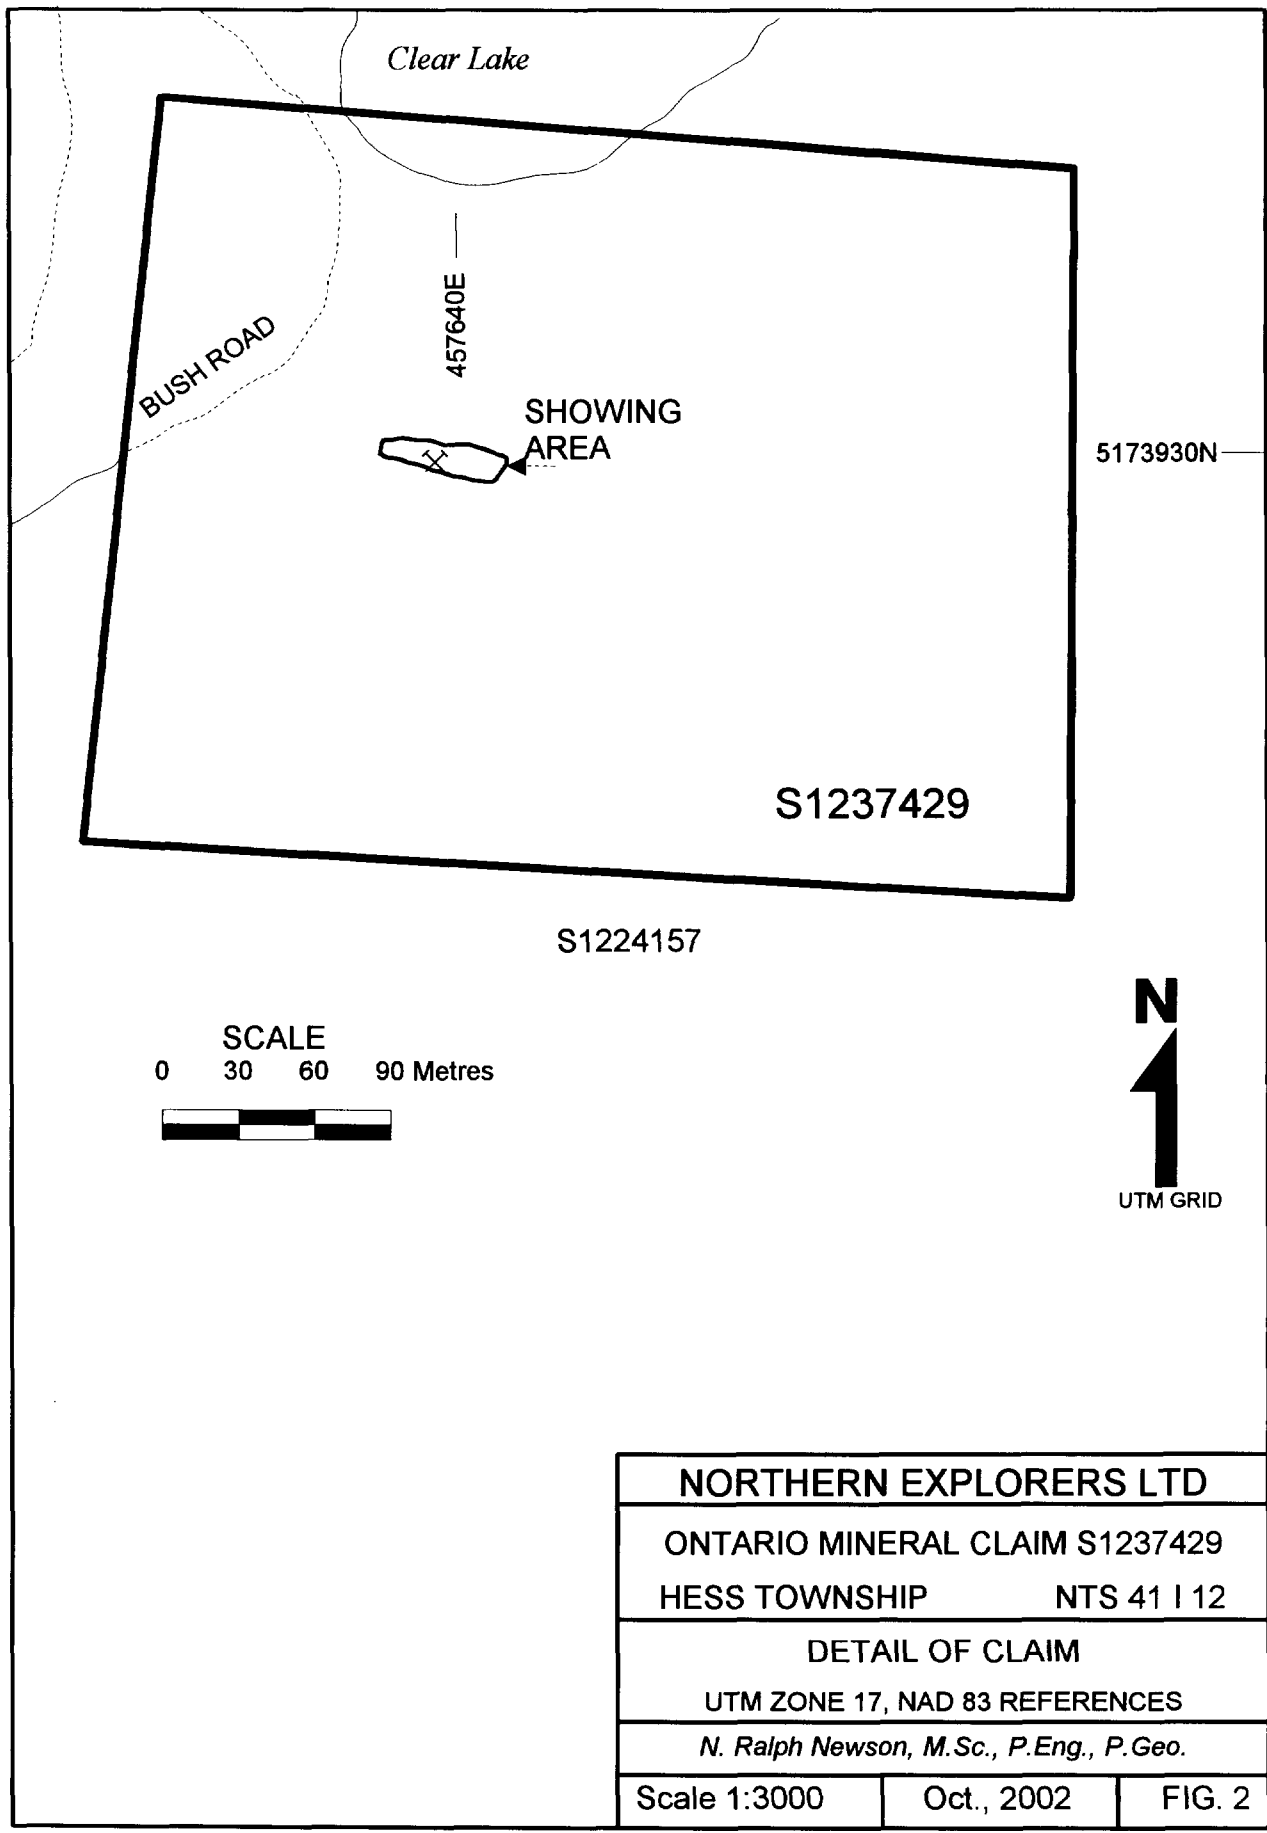 Clear Lake
457640E
BUSH ROAD
SHOWING
AREA
5173930N
S1237429
S1224157
SCALE
0 30 60 90 Metres
N
UTM GRID
NORTHERN EXPLORERS LTD
ONTARIO MINERAL CLAIM S1237429
HESS TOWNSHIP NTS 41 I 12
DETAIL OF CLAIM
UTM ZONE 17, NAD 83 REFERENCES
N. Ralph Newson, M.Sc., P.Eng., P.Geo.
Scale 1:3000 Oct., 2002 FIG. 2